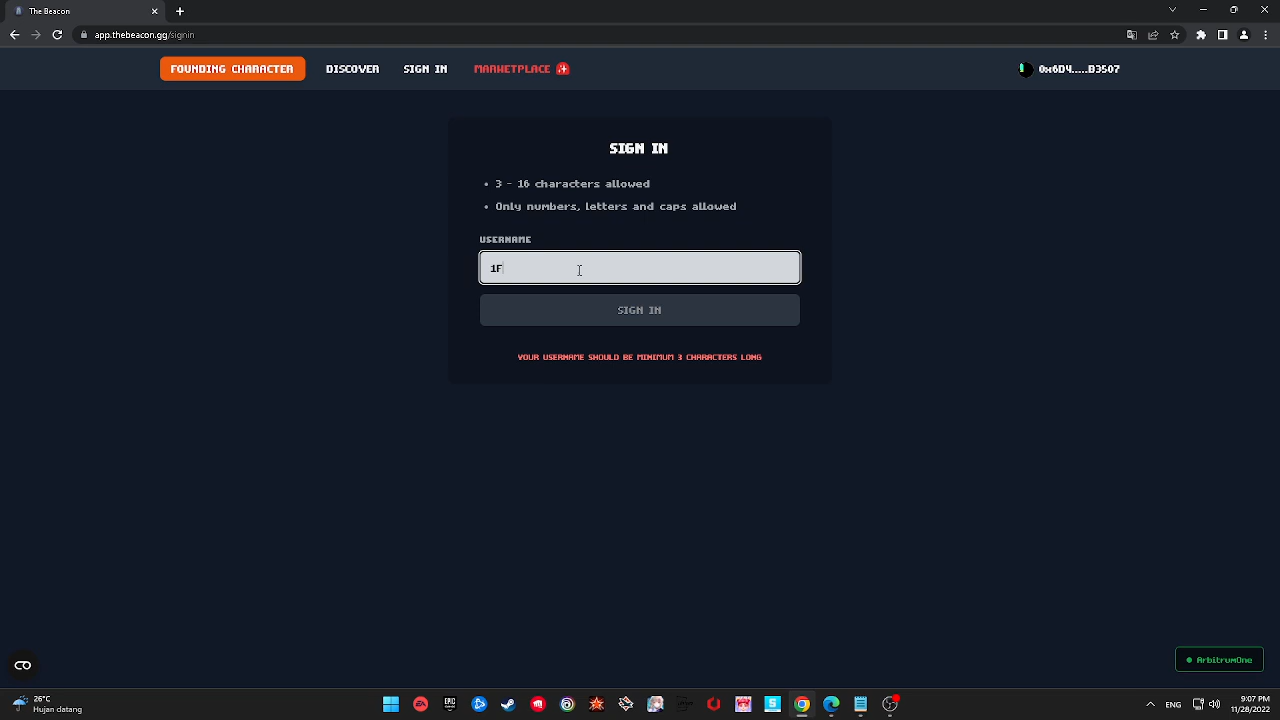 The Beacon
app.thebeacon.gg/signin
FOUNDING CHARACTER
DISCOVER
SIGN IN
MARKETPLACE
0x6D4....B3507
SIGN IN
• 3 - 16 characters allowed
• Only numbers, letters and caps allowed
USERNAME
1F
SIGN IN
YOUR USERNAME SHOULD BE MINIMUM 3 CHARACTERS LONG
ArbitrumOne
26°C
Hujan datang
EPIC
ENG
9:07 PM
11/28/2022